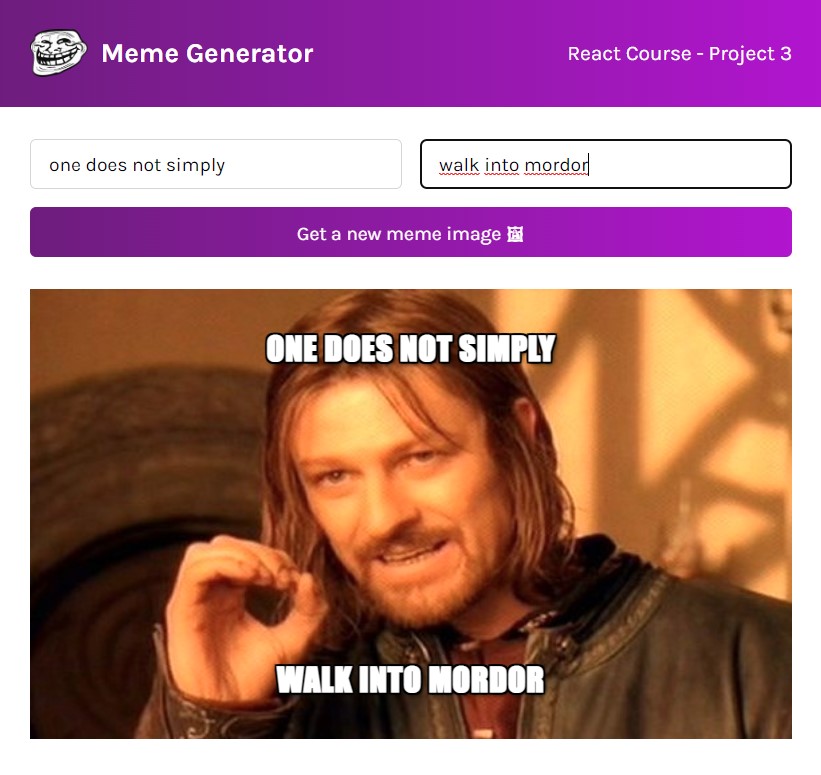 Meme Generator
React Course - Project 3
one does not simply
walk into mordor
Get a new meme image 🖼
ONE DOES NOT SIMPLY
WALK INTO MORDOR